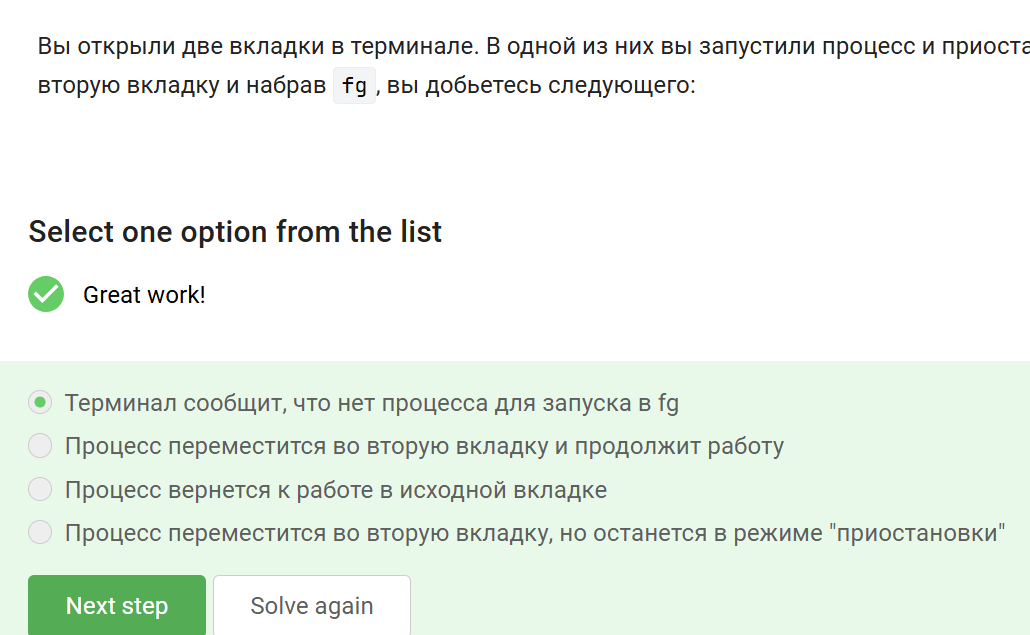 Вы открыли две вкладки в терминале. В одной из них вы запустили процесс и
вторую вкладку и набрав fg, вы добьетесь следующего:
Select one option from the list
Great work!
Терминал сообщит, что нет процесса для запуска в fg
Процесс переместится во вторую вкладку и продолжит работу
Процесс вернется к работе в исходной вкладке
Процесс переместится во вторую вкладку, но останется в режиме "приостановки"
Next step
Solve again